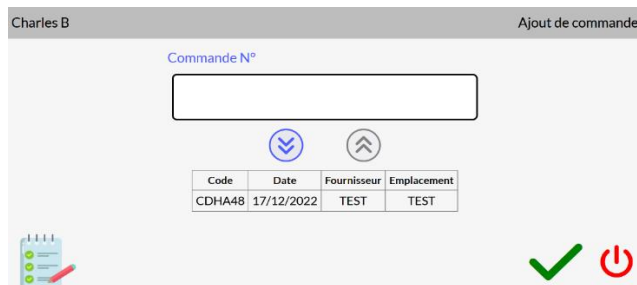 Charles B Ajout de commande
Commande N°
Code Date Fournisseur Emplacement
CDHA48 17/12/2022 TEST TEST